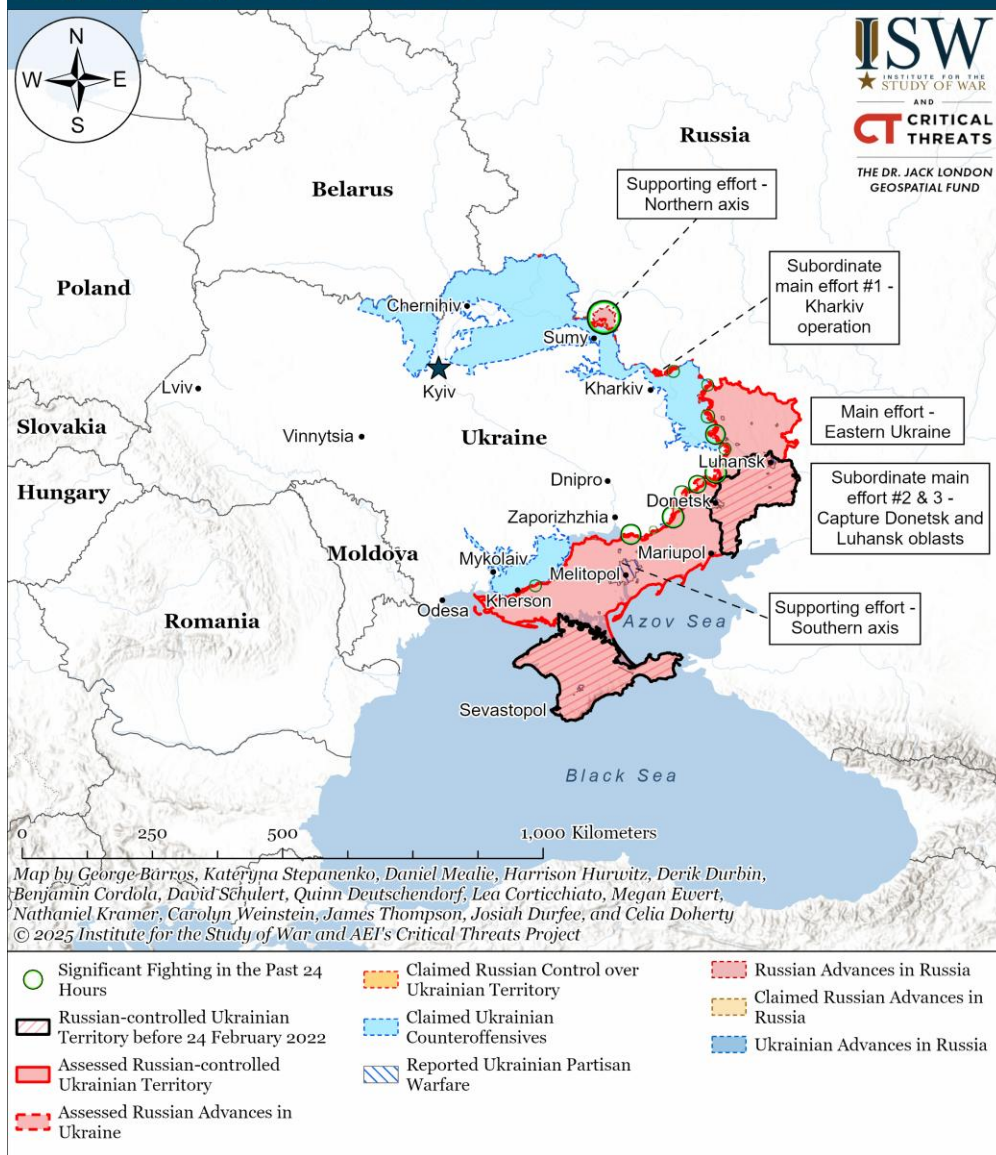 N
W
E
S
ISW
INSTITUTE FOR THE
STUDY OF WAR
AND
CT CRITICAL
THREATS
THE DR. JACK LONDON
GEOSPATIAL FUND
Russia
Belarus
Supporting effort -
Northern axis
Subordinate
main effort #1 -
Kharkiv
operation
Poland
Chernihiv
Sumy
Kyiv
Kharkiv
Lviv
Slovakia
Vinnytsia
Ukraine
Main effort -
Eastern Ukraine
Luhansk
Hungary
Dnipro
Donetsk
Subordinate main
effort #2 & 3 -
Capture Donetsk and
Luhansk oblasts
Zaporizhzhia
Moldova
Mykolaiv
Mariupol
Melitopol
Kherson
Odesa
Romania
Azov Sea
Supporting effort -
Southern axis
Sevastopol
Black Sea
0
250
500
1,000 Kilometers
Map by George Barros, Kateryna Stepanenko, Daniel Mealie, Harrison Hurwitz, Derik Durbin,
Benjamin Cordola, David Schulert, Quinn Deutschendorf, Lea Corticchiato, Megan Ewert,
Nathaniel Kramer, Carolyn Weinstein, James Thompson, Josiah Durfee, and Celia Doherty
© 2025 Institute for the Study of War and AEI's Critical Threats Project
Significant Fighting in the Past 24
Hours
Russian-controlled Ukrainian
Territory before 24 February 2022
Assessed Russian-controlled
Ukrainian Territory
Assessed Russian Advances in
Ukraine
Claimed Russian Control over
Ukrainian Territory
Claimed Ukrainian
Counteroffensives
Reported Ukrainian Partisan
Warfare
Russian Advances in Russia
Claimed Russian Advances in
Russia
Ukrainian Advances in Russia